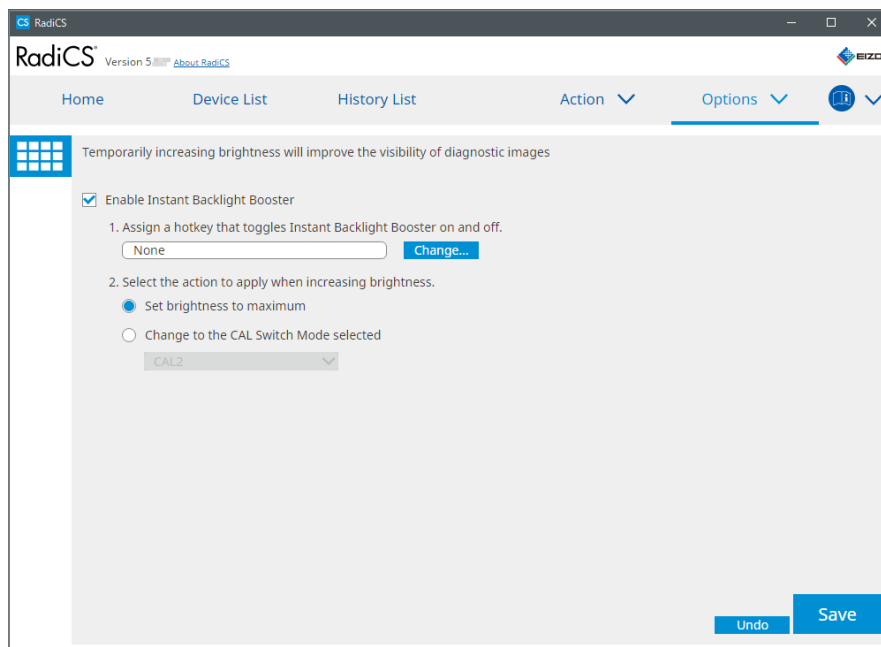 CS RadiCS
RadiCS® Version 5. About RadiCS
EIZO
Home Device List History List Action Options
Temporarily increasing brightness will improve the visibility of diagnostic images
Enable Instant Backlight Booster
1. Assign a hotkey that toggles Instant Backlight Booster on and off.
None Change...
2. Select the action to apply when increasing brightness.
Set brightness to maximum
Change to the CAL Switch Mode selected
CAL2
Save
Undo